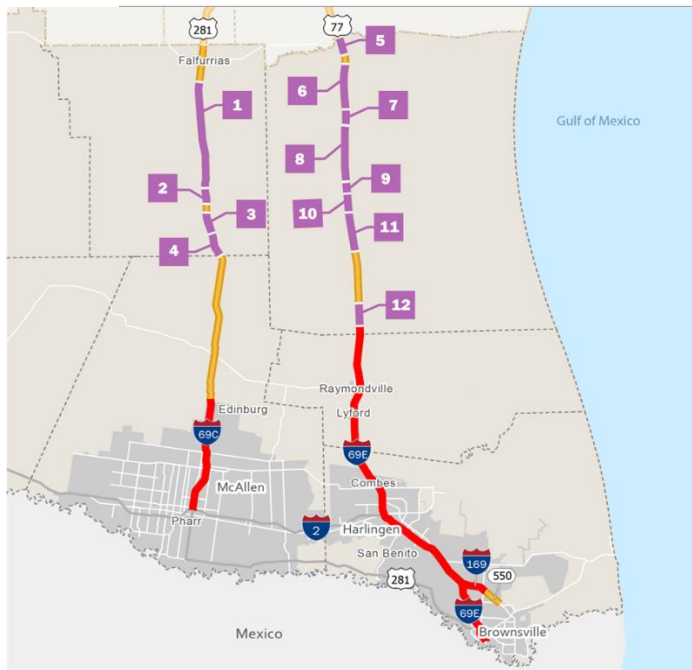 281
77
Falfurrias
5
6
1
7
Gulf of Mexico
8
2
9
3
10
4
11
12
Raymondville
Lyford
Edinburg
69C
69E
McAllen
Combes
Pharr
2
Harlingen
San Benito
169
281
550
69E
Mexico
Brownsville